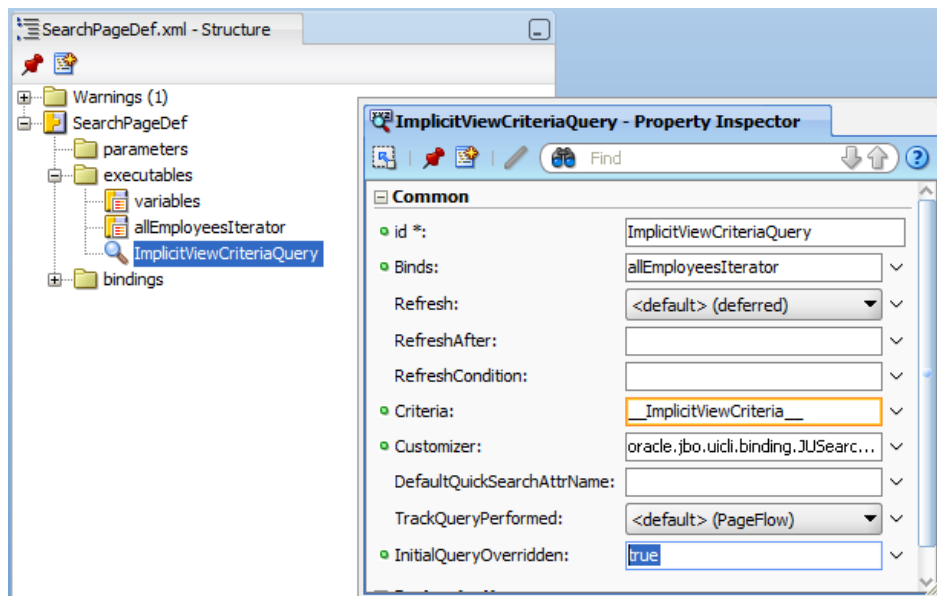 SearchPageDef.xml - Structure
Warnings (1)
SearchPageDef
parameters
executables
variables
allEmployeesIterator
ImplicitViewCriteriaQuery
bindings
ImplicitViewCriteriaQuery - Property Inspector
Find
Common
id *: ImplicitViewCriteriaQuery
Binds: allEmployeesIterator
Refresh: <default> (deferred)
RefreshAfter:
RefreshCondition:
Criteria: __ImplicitViewCriteria__
Customizer: oracle.jbo.uicli.binding.JUSearc...
DefaultQuickSearchAttrName:
TrackQueryPerformed: <default> (PageFlow)
InitialQueryOverridden: true